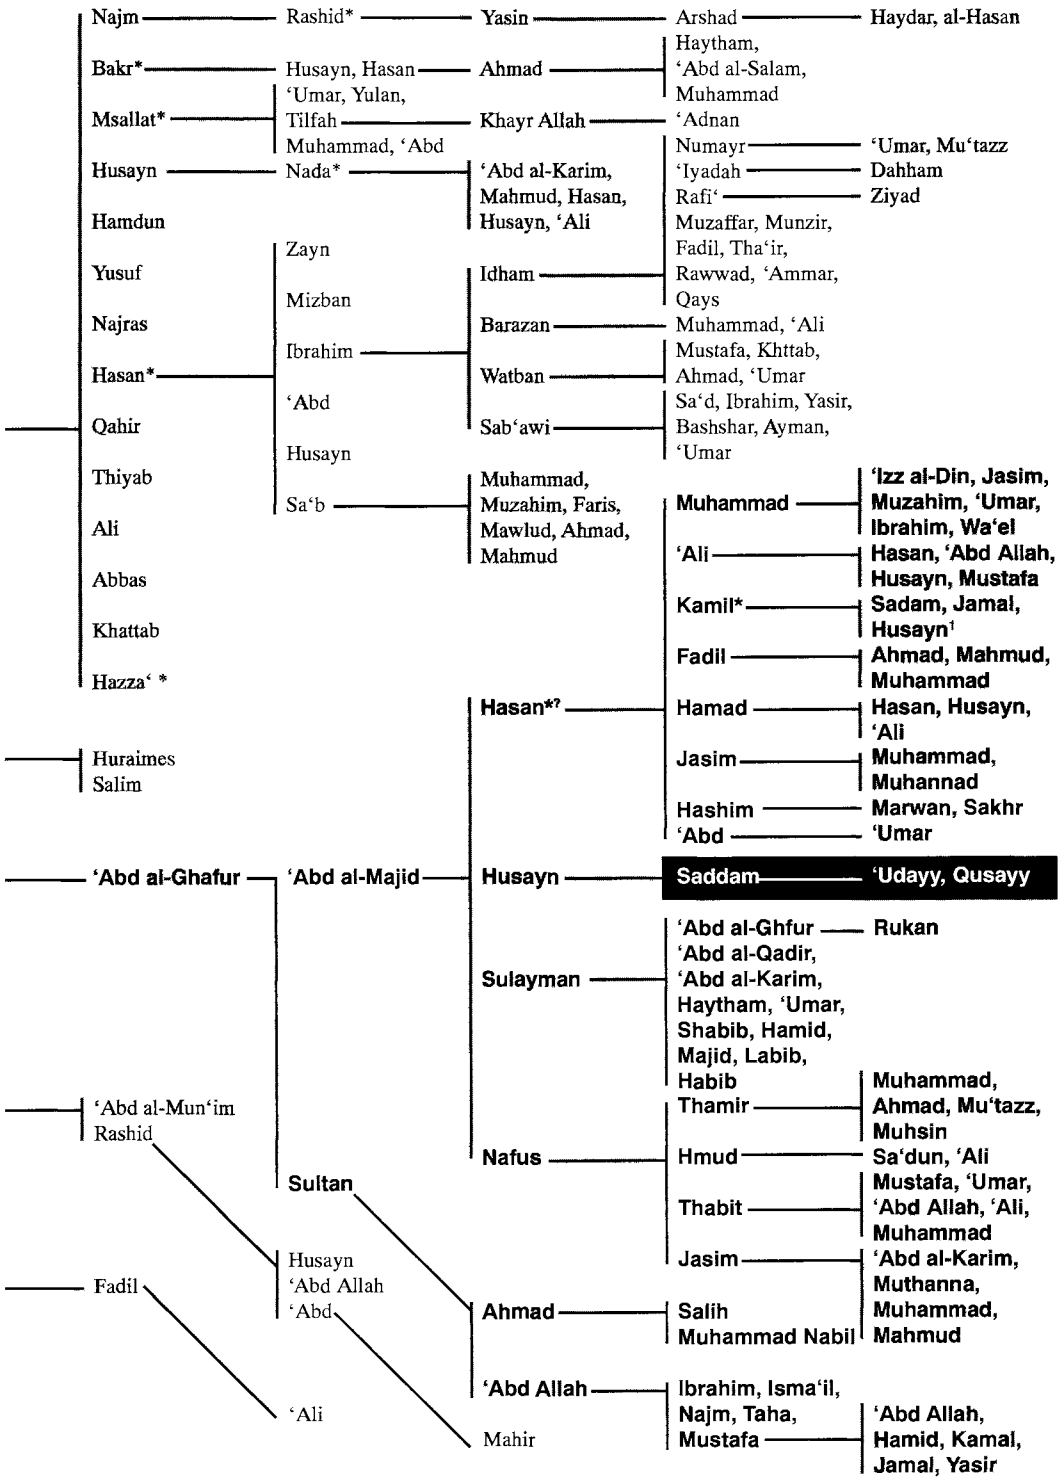 Najm Rashid* Yasin Arshad Haydar, al-Hasan
Haytham,
Bakr* Husayn, Hasan Ahmad ‘Abd al-Salam,
‘Umar, Yulan, Muhammad
Msallat* Tilfah Khayr Allah ‘Adnan
Muhammad, ‘Abd Numayr ‘Umar, Mu‘tazz
Husayn Nada* ‘Abd al-Karim, ‘Iyadah Dahham
Mahmud, Hasan, Rafi‘ Ziyad
Hamdun Husayn, ‘Ali Muzaffar, Munzir,
Zayn Fadil, Tha‘ir,
Yusuf Idham Rawwad, ‘Ammar,
Mizban Qays
Najras Barazan Muhammad, ‘Ali
Ibrahim Mustafa, Khttab,
Hasan* Watban Ahmad, ‘Umar
‘Abd Sa‘d, Ibrahim, Yasir,
Qahir Sab‘awi Bashshar, Ayman,
Husayn ‘Umar
Thiyab Muhammad, ‘Izz al-Din, Jasim,
Sa‘b Muzahim, Faris, Muhammad Muzahim, ‘Umar,
Ali Mawlud, Ahmad, Ibrahim, Wa‘el
Mahmud ‘Ali Hasan, ‘Abd Allah,
Abbas Husayn, Mustafa
Kamil* Sadam, Jamal,
Khattab Husayn¹
Fadil Ahmad, Mahmud,
Hazza‘ * Muhammad
Hasan*? Hamad Hasan, Husayn,
‘Ali
Huraimes Jasim Muhammad,
Salim Muhannad
Hashim Marwan, Sakhr
‘Abd ‘Umar
‘Abd al-Ghafur ‘Abd al-Majid Husayn Saddam ‘Udayy, Qusayy
‘Abd al-Ghfur Rukan
‘Abd al-Qadir,
Sulayman ‘Abd al-Karim,
Haytham, ‘Umar,
Shabib, Hamid,
Majid, Labib,
Habib Muhammad,
‘Abd al-Mun‘im Thamir Ahmad, Mu‘tazz,
Rashid Muhsin
Nafus Hmud Sa‘dun, ‘Ali
Sultan Mustafa, ‘Umar,
Thabit ‘Abd Allah, ‘Ali,
Muhammad
Husayn Jasim ‘Abd al-Karim,
Fadil ‘Abd Allah Muthanna,
‘Abd Ahmad Salih Muhammad,
Muhammad Nabil Mahmud
‘Abd Allah Ibrahim, Isma‘il,
‘Ali Najm, Taha, ‘Abd Allah,
Mahir Mustafa Hamid, Kamal,
Jamal, Yasir